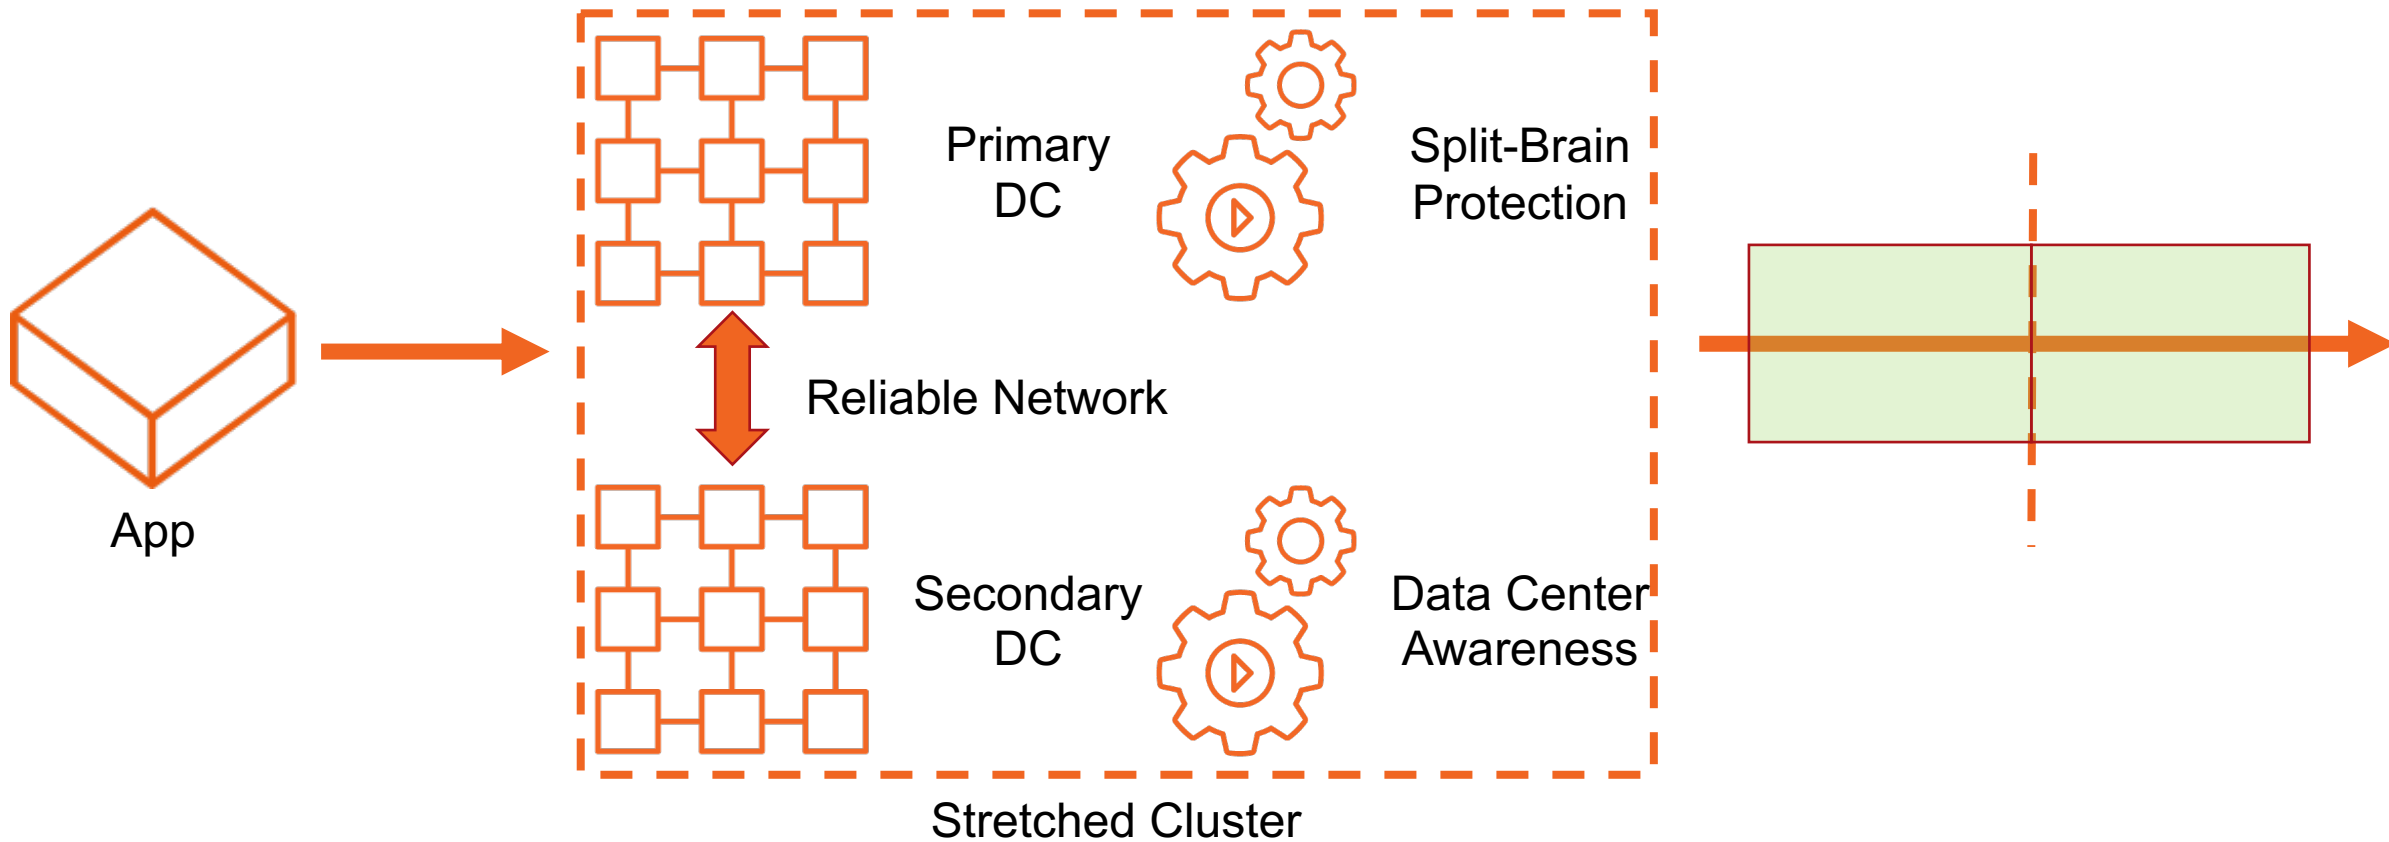 Primary
DC
Split-Brain
Protection
Reliable Network
App
Secondary
DC
Data Center
Awareness
Stretched Cluster